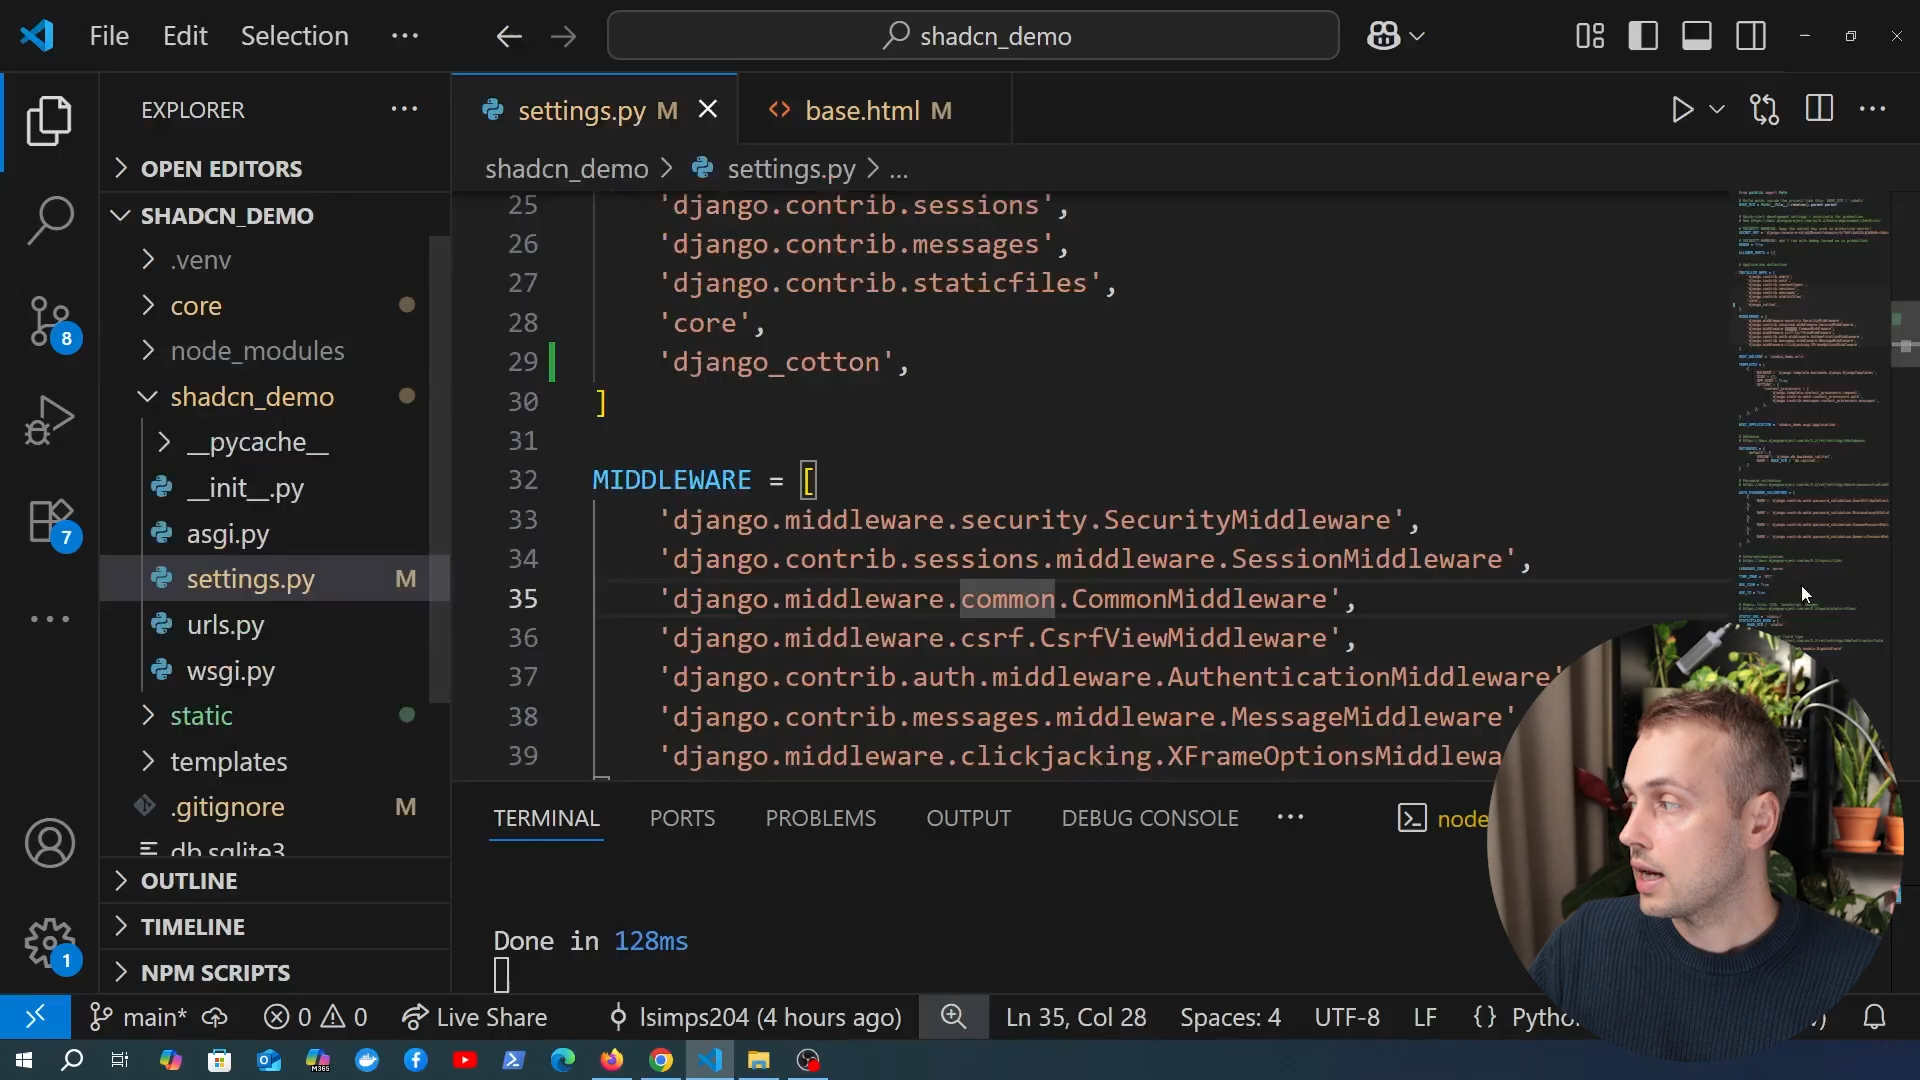 File Edit Selection ... shadcn_demo
EXPLORER ...
OPEN EDITORS
SHADCN_DEMO
.venv
core
node_modules
shadcn_demo
__pycache__
__init__.py
asgi.py
settings.py M
urls.py
wsgi.py
static
templates
.gitignore M
db.sqlite3
OUTLINE
TIMELINE
NPM SCRIPTS
8
7
1
settings.py M
base.html M
shadcn_demo > settings.py > ...
25 'django.contrib.sessions',
26 'django.contrib.messages',
27 'django.contrib.staticfiles',
28 'core',
29 'django_cotton',
30 ]
31
32 MIDDLEWARE = [
33 'django.middleware.security.SecurityMiddleware',
34 'django.contrib.sessions.middleware.SessionMiddleware',
35 'django.middleware.common.CommonMiddleware',
36 'django.middleware.csrf.CsrfViewMiddleware',
37 'django.contrib.auth.middleware.AuthenticationMiddleware'
38 'django.contrib.messages.middleware.MessageMiddleware'
39 'django.middleware.clickjacking.XFrameOptionsMiddlewa
TERMINAL PORTS PROBLEMS OUTPUT DEBUG CONSOLE ... node
Done in 128ms
main* 0 0 Live Share lsimps204 (4 hours ago) Ln 35, Col 28 Spaces: 4 UTF-8 LF {} Pytho
M365